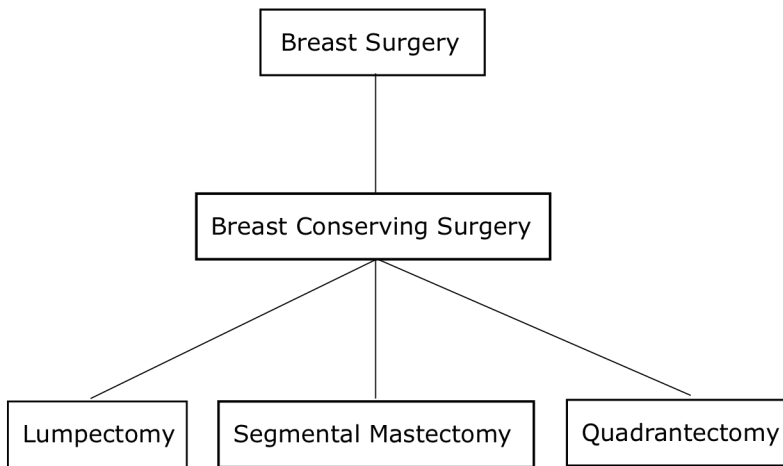 Breast Surgery
Breast Conserving Surgery
Lumpectomy
Segmental Mastectomy
Quadrantectomy